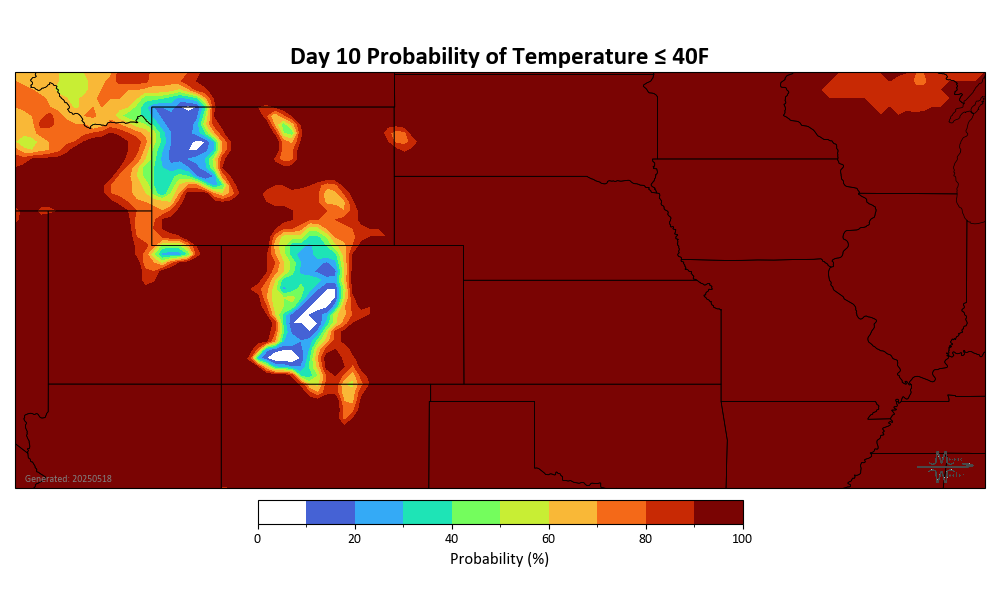 Day 10 Probability of Temperature ≤ 40F
Generated: 20250518
0 20 40 60 80 100
Probability (%)